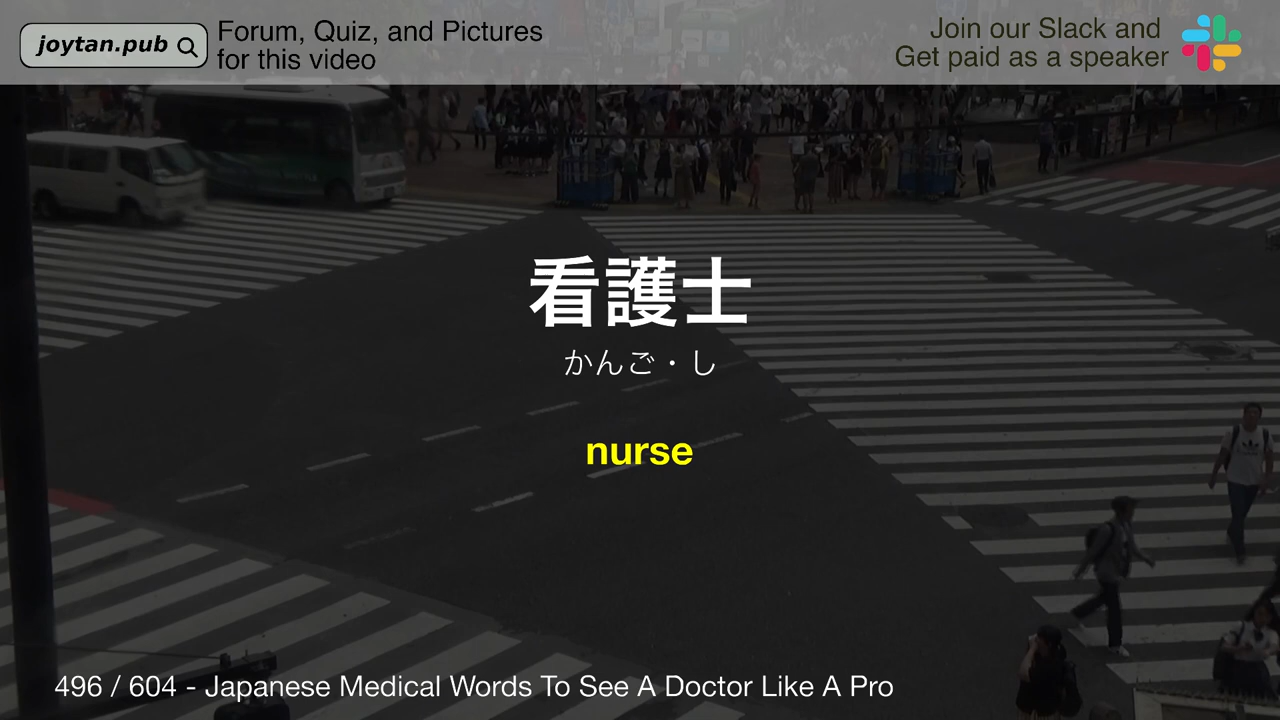 joytan.pub
Forum, Quiz, and Pictures
for this video
Join our Slack and
Get paid as a speaker
看護士
かんご・し
nurse
496 / 604 - Japanese Medical Words To See A Doctor Like A Pro